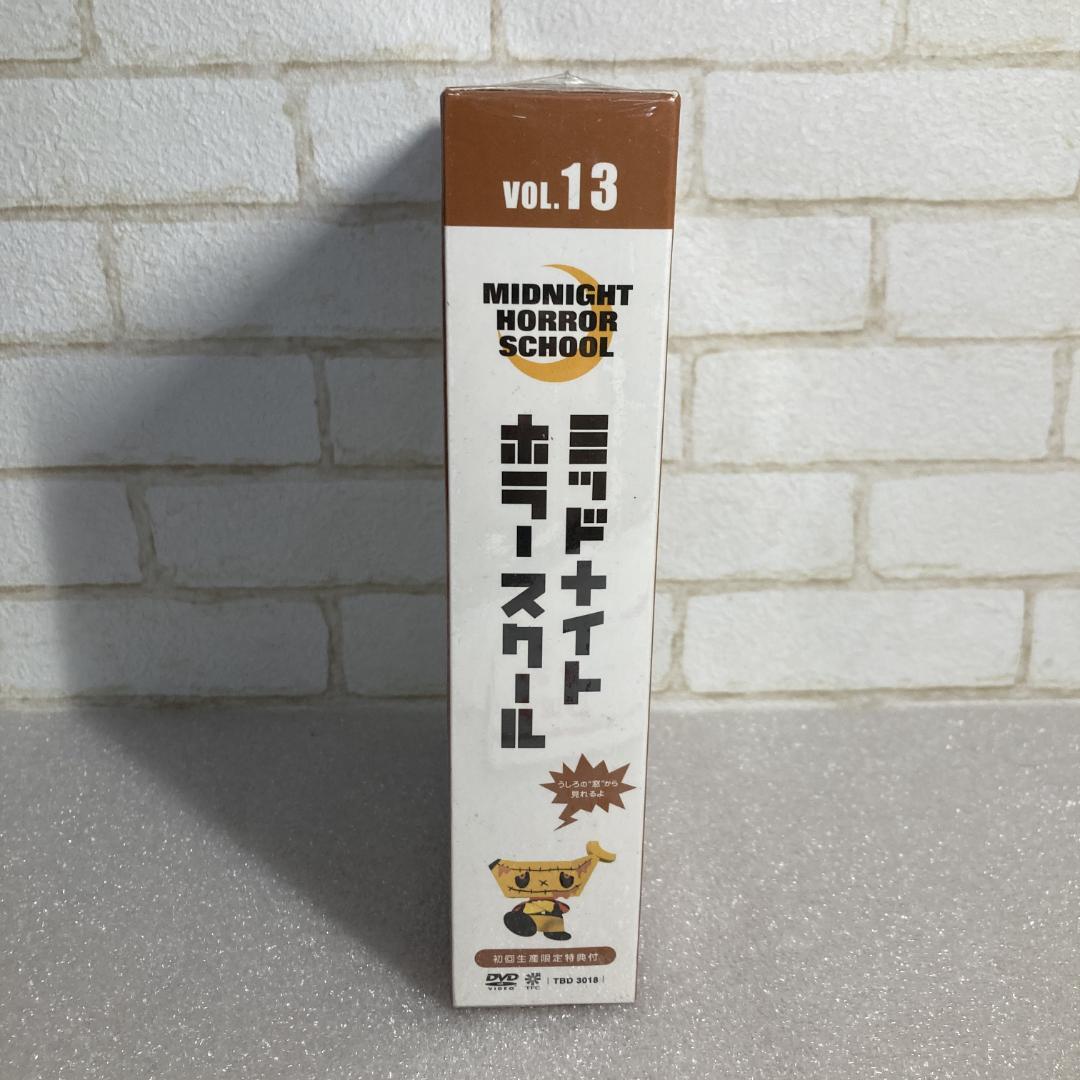 VOL.13
MIDNIGHT
HORROR
SCHOOL
ミッドナイト
ホラースクール
うしろの"窓"から
見れるよ
初回生産限定特典付
DVD
VIDEO
TFC
TBD 3018